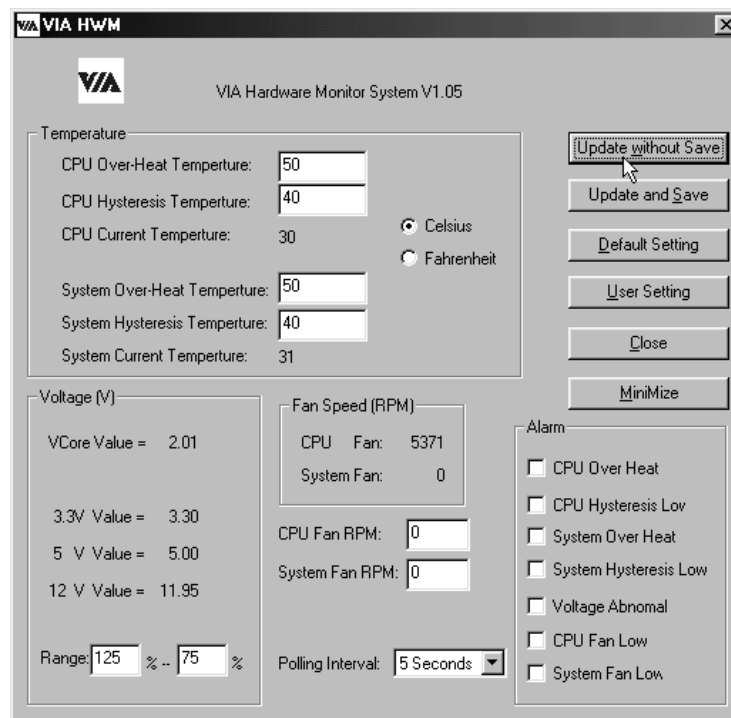 VIA VIA HWM
VIA
VIA Hardware Monitor System V1.05
Temperature
CPU Over-Heat Temperture: 50
CPU Hysteresis Temperture: 40
CPU Current Temperture: 30
Celsius
Fahrenheit
System Over-Heat Temperture: 50
System Hysteresis Temperture: 40
System Current Temperture: 31
Update without Save
Update and Save
Default Setting
User Setting
Close
MiniMize
Voltage (V)
VCore Value = 2.01
3.3V Value = 3.30
5 V Value = 5.00
12 V Value = 11.95
Range: 125 % .. 75 %
Fan Speed (RPM)
CPU Fan: 5371
System Fan: 0
CPU Fan RPM: 0
System Fan RPM: 0
Polling Interval: 5 Seconds
Alarm
CPU Over Heat
CPU Hysteresis Lov
System Over Heat
System Hysteresis Low
Voltage Abnomal
CPU Fan Low
System Fan Low